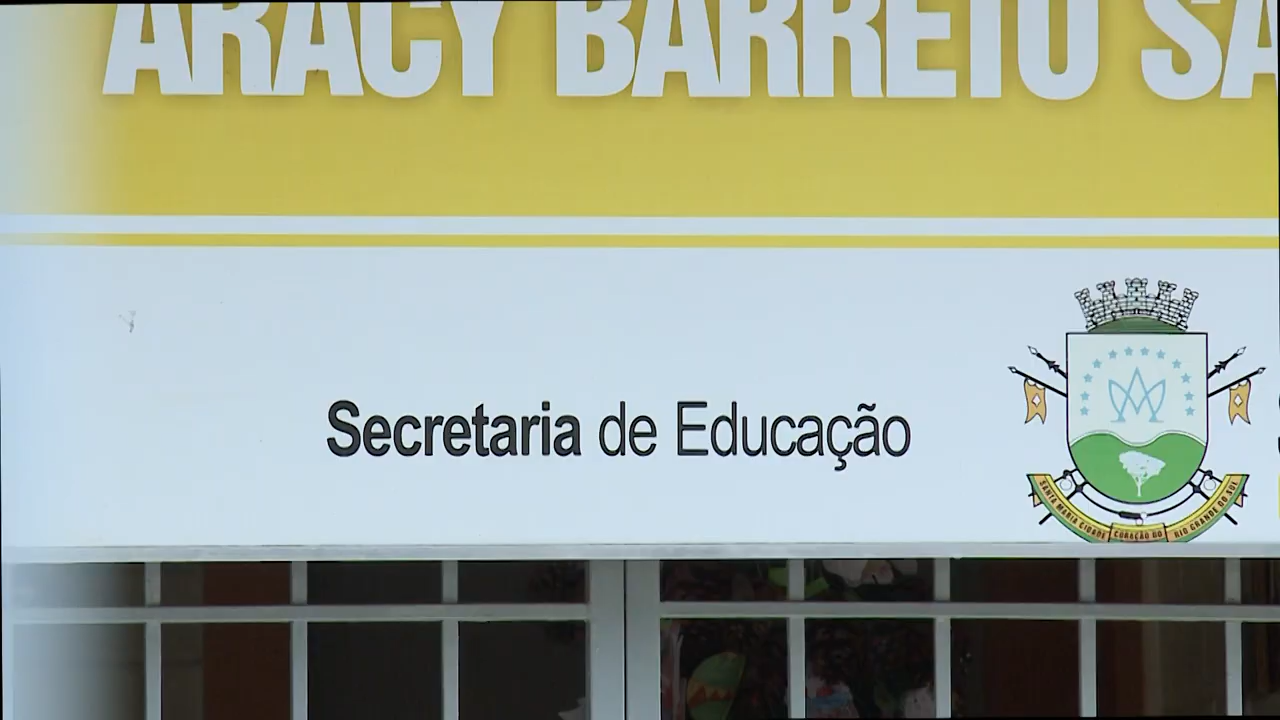 ARACY BARRETO SA
Secretaria de Educação
SANTA MARIA CIDADE CORAÇÃO DO RIO GRANDE DO SUL